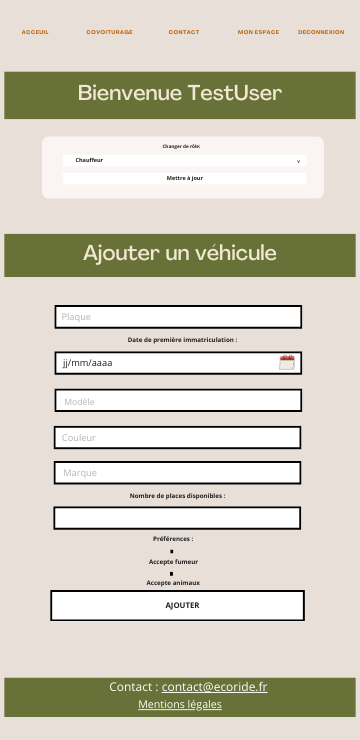 ACCEUIL COVOITURAGE CONTACT MON ESPACE DÉCONNEXION
Bienvenue TestUser
Changer de rôle:
Chauffeur v
Mettre à jour
Ajouter un véhicule
Plaque
Date de première immatriculation :
jj/mm/aaaa
Modèle
Couleur
Marque
Nombre de places disponibles :
Préférences :
Accepte fumeur
Accepte animaux
AJOUTER
Contact : contact@ecoride.fr
Mentions légales